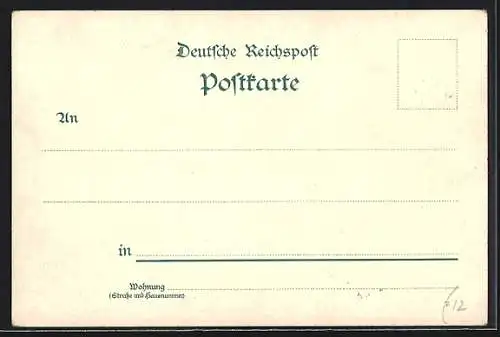 Deutsche Reichspost
Postkarte
An
in
Wohnung
(Straße und Hausnummer)
12